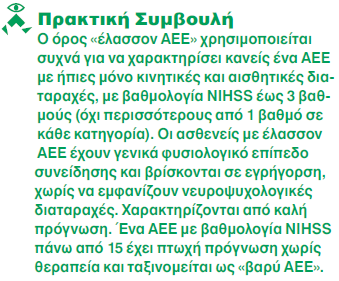 Πρακτική Συμβουλή
Ο όρος «έλασσον ΑΕΕ» χρησιμοποιείται
συχνά για να χαρακτηρίσει κανείς ένα ΑΕΕ
με ήπιες μόνο κινητικές και αισθητικές δια-
ταραχές, με βαθμολογία NIHSS έως 3 βαθ-
μούς (όχι περισσότερους από 1 βαθμό σε
κάθε κατηγορία). Οι ασθενείς με έλασσον
ΑΕΕ έχουν γενικά φυσιολογικό επίπεδο
συνείδησης και βρίσκονται σε εγρήγορση,
χωρίς να εμφανίζουν νευροψυχολογικές
διαταραχές. Χαρακτηρίζονται από καλή
πρόγνωση. Ένα ΑΕΕ με βαθμολογία NIHSS
πάνω από 15 έχει πτωχή πρόγνωση χωρίς
θεραπεία και ταξινομείται ως «βαρύ ΑΕΕ».